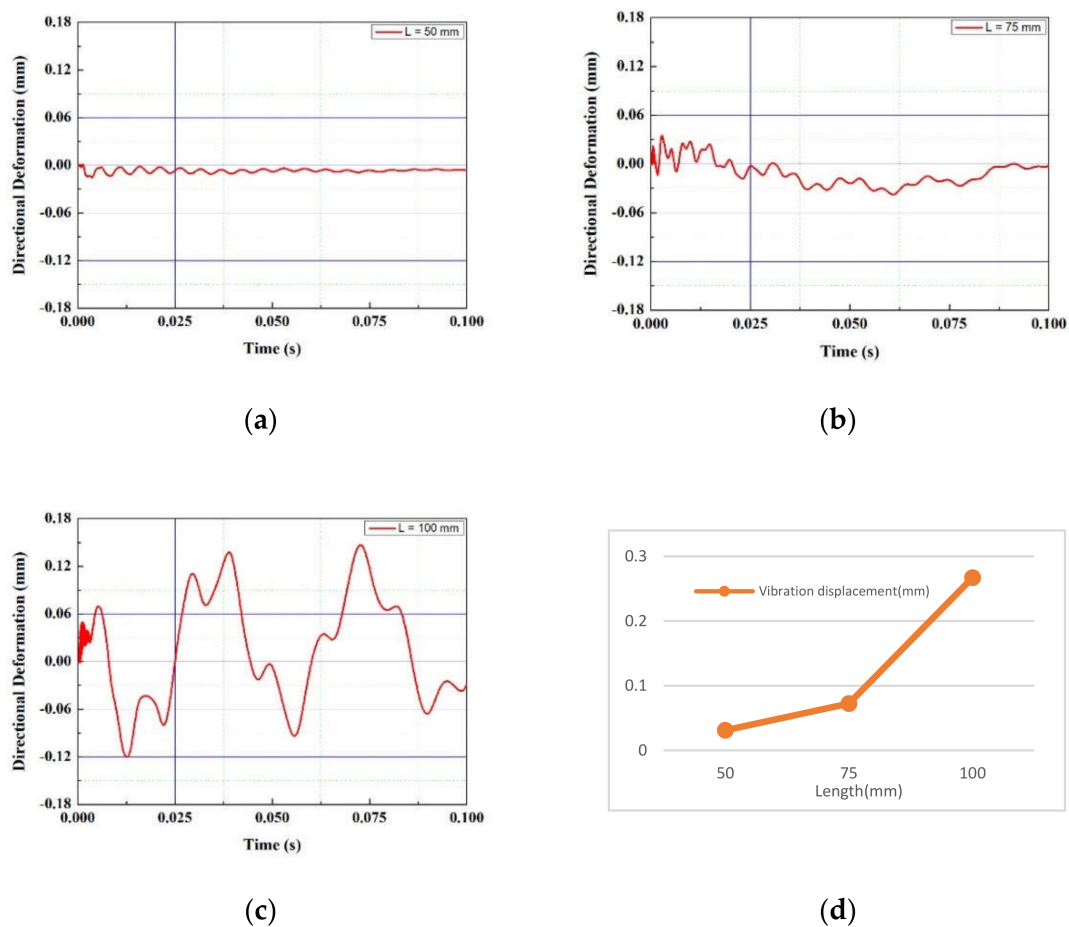 0.18
L = 50 mm
0.12
0.06
0.00
-0.06
-0.12
-0.18
Directional Deformation (mm)
0.000 0.025 0.050 0.075 0.100
Time (s)
(a)
0.18
L = 75 mm
0.12
0.06
0.00
-0.06
-0.12
-0.18
Directional Deformation (mm)
0.000 0.025 0.050 0.075 0.100
Time (s)
(b)
0.18
L = 100 mm
0.12
0.06
0.00
-0.06
-0.12
-0.18
Directional Deformation (mm)
0.000 0.025 0.050 0.075 0.100
Time (s)
(c)
0.3
Vibration displacement(mm)
0.2
0.1
0
50 75 100
Length(mm)
(d)